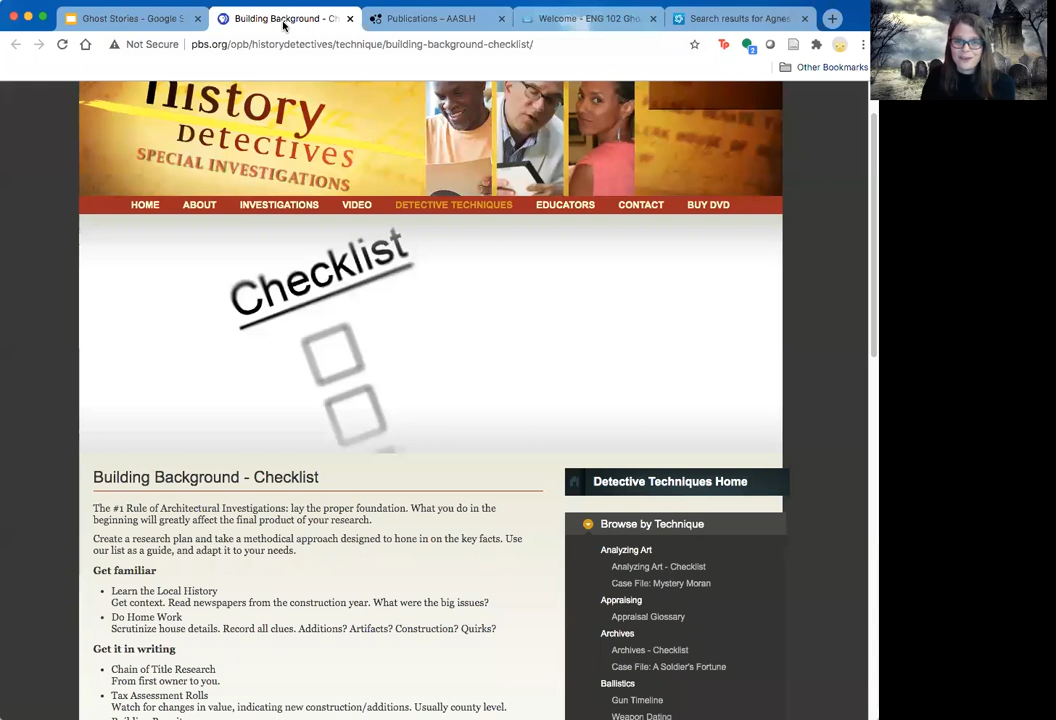 Ghost Stories - Google S
Building Background - Ch
Publications – AASLH
Welcome - ENG 102 Gho
Search results for Agnes
Not Secure
pbs.org/opb/historydetectives/technique/building-background-checklist/
Other Bookmarks
history
Detectives
SPECIAL INVESTIGATIONS
HOME ABOUT INVESTIGATIONS VIDEO DETECTIVE TECHNIQUES EDUCATORS CONTACT BUY DVD
Checklist
Building Background - Checklist
The #1 Rule of Architectural Investigations: lay the proper foundation. What you do in the
beginning will greatly affect the final product of your research.
Create a research plan and take a methodical approach designed to hone in on the key facts. Use
our list as a guide, and adapt it to your needs.
Get familiar
• Learn the Local History
Get context. Read newspapers from the construction year. What were the big issues?
• Do Home Work
Scrutinize house details. Record all clues. Additions? Artifacts? Construction? Quirks?
Get it in writing
• Chain of Title Research
From first owner to you.
• Tax Assessment Rolls
Watch for changes in value, indicating new construction/additions. Usually county level.
Detective Techniques Home
Browse by Technique
Analyzing Art
Analyzing Art - Checklist
Case File: Mystery Moran
Appraising
Appraisal Glossary
Archives
Archives - Checklist
Case File: A Soldier's Fortune
Ballistics
Gun Timeline
Weapon Dating